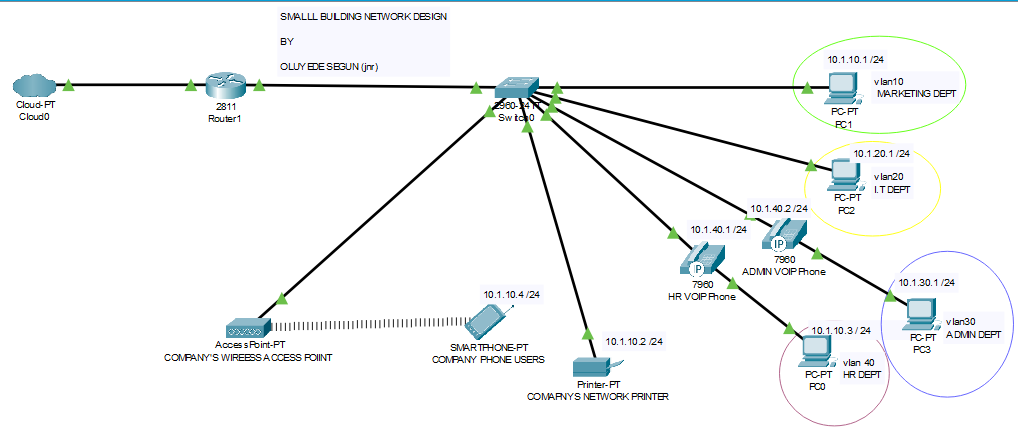 SMALLL BUILDING NETWORK DESIGN
BY
OLUYEDE SEGUN (jnr)
Cloud-PT
Cloud0
2811
Router1
2960-24TT
Switch0
10.1.10.1 /24
vlan10
MARKETING DEPT
PC-PT
PC1
10.1.20.1 /24
vlan20
I.T DEPT
PC-PT
PC2
10.1.40.2 /24
IP
7960
ADMIN VOIP Phone
10.1.40.1 /24
IP
7960
HR VOIP Phone
10.1.30.1 /24
vlan30
ADMIN DEPT
PC-PT
PC3
10.1.10.3 /24
vlan 40
HR DEPT
PC-PT
PC0
10.1.10.4 /24
SMARTPHONE-PT
COMPANY PHONE USERS
AccessPoint-PT
COMPANY'S WIREESS ACCESS POIINT
10.1.10.2 /24
Printer-PT
COMAPNYS NETWORK PRINTER